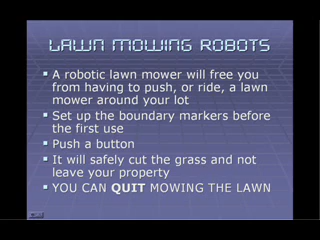 LAWN MOWING ROBOTS
▪ A robotic lawn mower will free you
from having to push, or ride, a lawn
mower around your lot
▪ Set up the boundary markers before
the first use
▪ Push a button
▪ It will safely cut the grass and not
leave your property
▪ YOU CAN QUIT MOWING THE LAWN